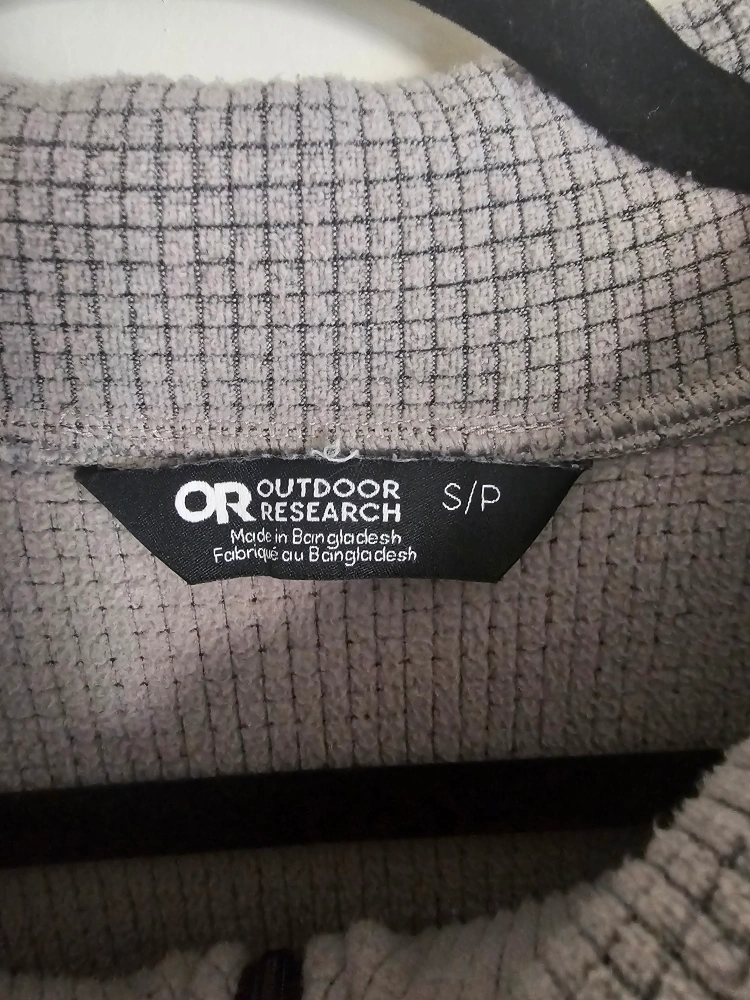 OR OUTDOOR RESEARCH S/P
Made in Bangladesh
Fabriqué au Bangladesh